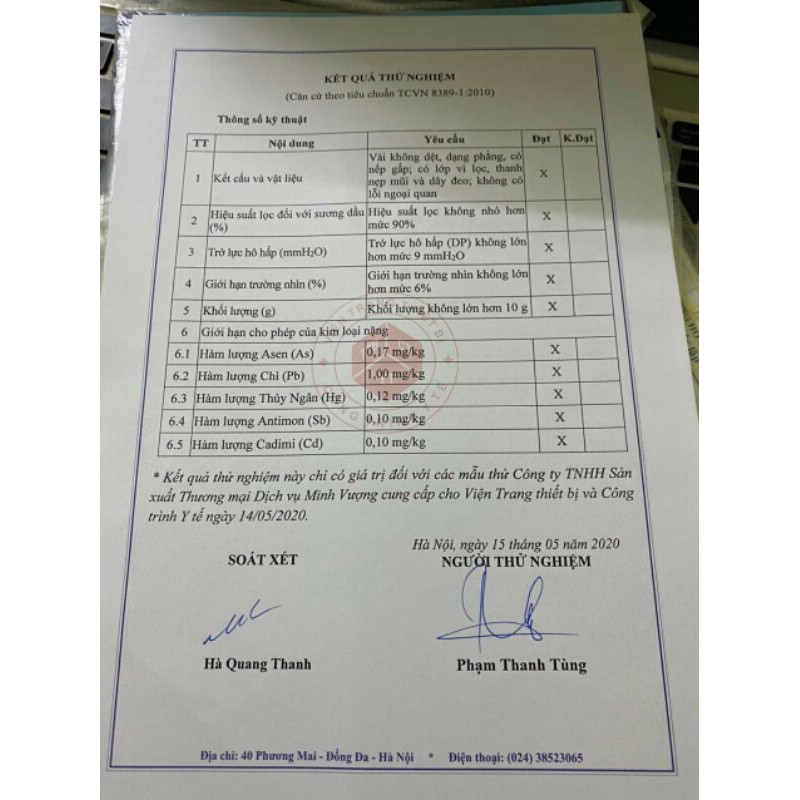 KẾT QUẢ THỬ NGHIỆM
(Căn cứ theo tiêu chuẩn TCVN 8389-1:2010)
Thông số kỹ thuật
TT Nội dung Yêu cầu Đạt K.Đạt
1 Kết cấu và vật liệu Vải không dệt, dạng phẳng, có
nếp gấp; có lớp vi lọc, thanh
nẹp mũi và dây đeo; không có
lỗi ngoại quan X
2 Hiệu suất lọc đối với sương dầu
(%) Hiệu suất lọc không nhỏ hơn
mức 90% X
3 Trở lực hô hấp (mmH₂O) Trở lực hô hấp (DP) không lớn
hơn mức 9 mmH₂O X
4 Giới hạn trường nhìn (%) Giới hạn trường nhìn không lớn
hơn mức 6% X
5 Khối lượng (g) Khối lượng không lớn hơn 10 g X
6 Giới hạn cho phép của kim loại nặng
6.1 Hàm lượng Asen (As) 0,17 mg/kg X
6.2 Hàm lượng Chì (Pb) 1,00 mg/kg X
6.3 Hàm lượng Thủy Ngân (Hg) 0,12 mg/kg X
6.4 Hàm lượng Antimon (Sb) 0,10 mg/kg X
6.5 Hàm lượng Cadimi (Cd) 0,10 mg/kg X
* Kết quả thử nghiệm này chỉ có giá trị đối với các mẫu thử Công ty TNHH Sản
xuất Thương mại Dịch vụ Minh Vượng cung cấp cho Viện Trang thiết bị và Công
trình Y tế ngày 14/05/2020.
Hà Nội, ngày 15 tháng 05 năm 2020
SOÁT XÉT NGƯỜI THỬ NGHIỆM
Hà Quang Thanh Phạm Thanh Tùng
Địa chỉ: 40 Phương Mai - Đống Đa - Hà Nội * Điện thoại: (024) 38523065